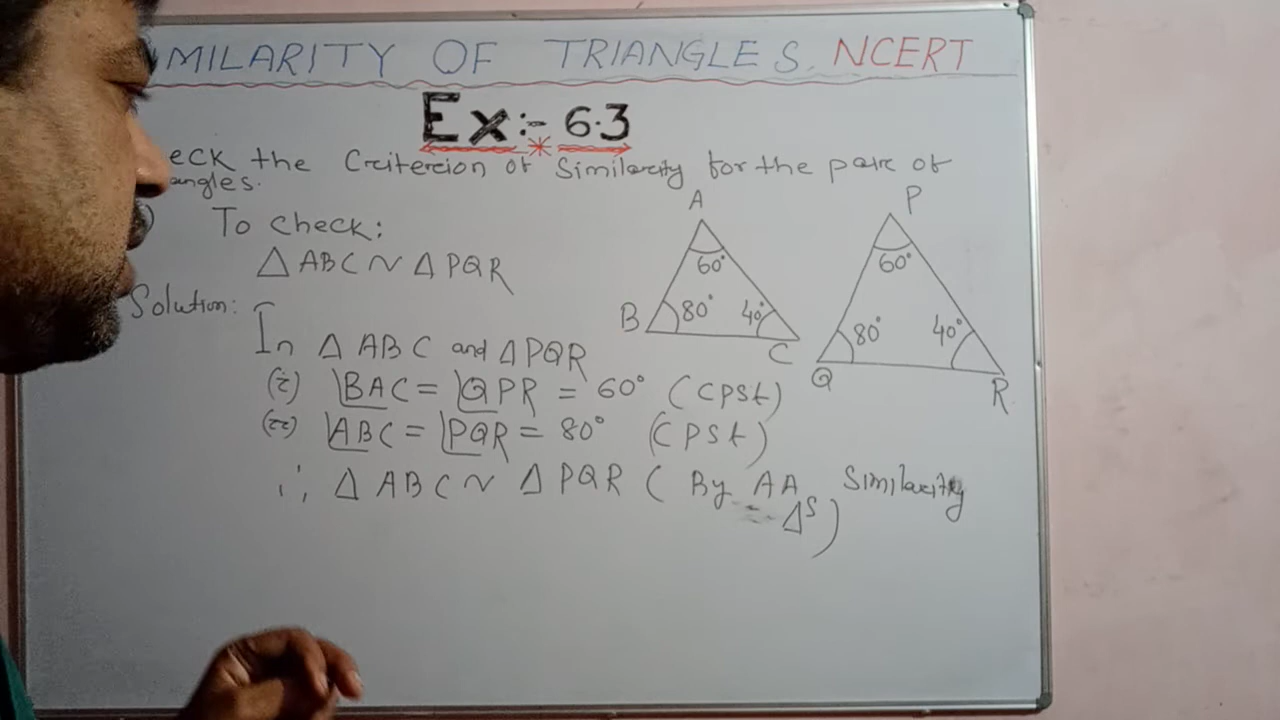 MILARITY OF TRIANGLES. NCERT
Ex:- 6.3
eck the Criterion of Similarity for the pair of
angles.
To check:
△ABC ~ △PQR
Solution:
In △ABC and △PQR
(i) ∠BAC = ∠QPR = 60° (CPST)
(ii) ∠ABC = ∠PQR = 80° (CPST)
∴ △ABC ~ △PQR (By AA Similarity
△S)
A
60°
B 80° 40°
C
P
60°
80° 40°
Q
R